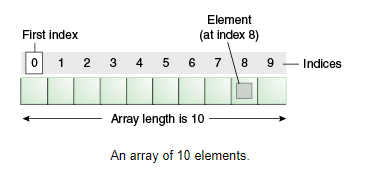 Element
First index
(at index 8)
0 1 2 3 4 5 6 7 8 9
Indices
Array length is 10
An array of 10 elements.